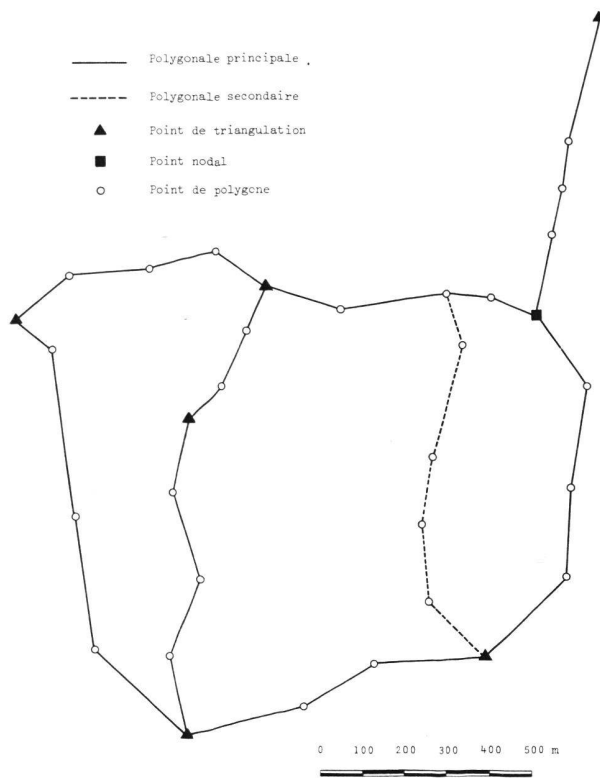 Polygonale principale .
Polygonale secondaire
Point de triangulation
Point nodal
Point de polygone
0 100 200 300 400 500 m